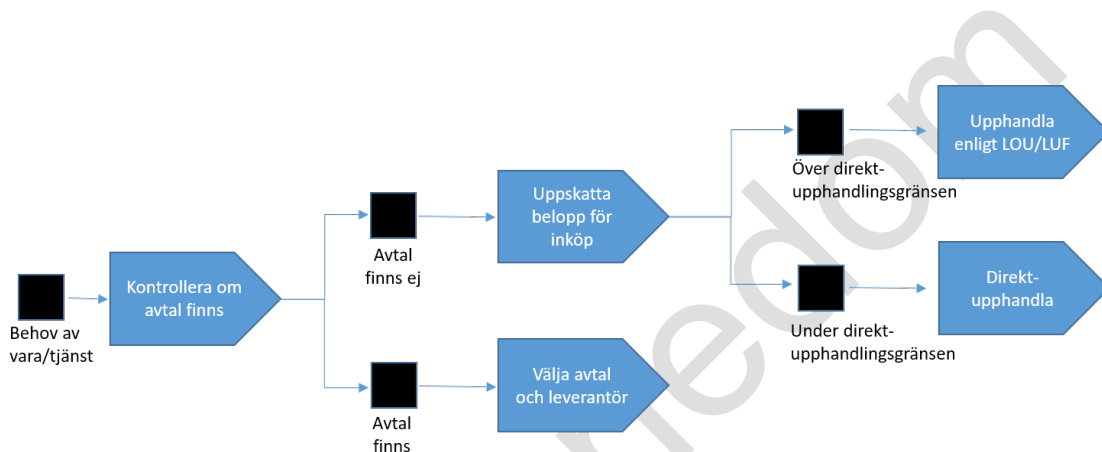 Behov av
vara/tjänst
Kontrollera om
avtal finns
Avtal
finns ej
Uppskatta
belopp för
inköp
Över direkt-
upphandlingsgränsen
Upphandla
enligt LOU/LUF
Under direkt-
upphandlingsgränsen
Direkt-
upphandla
Avtal
finns
Välja avtal
och leverantör